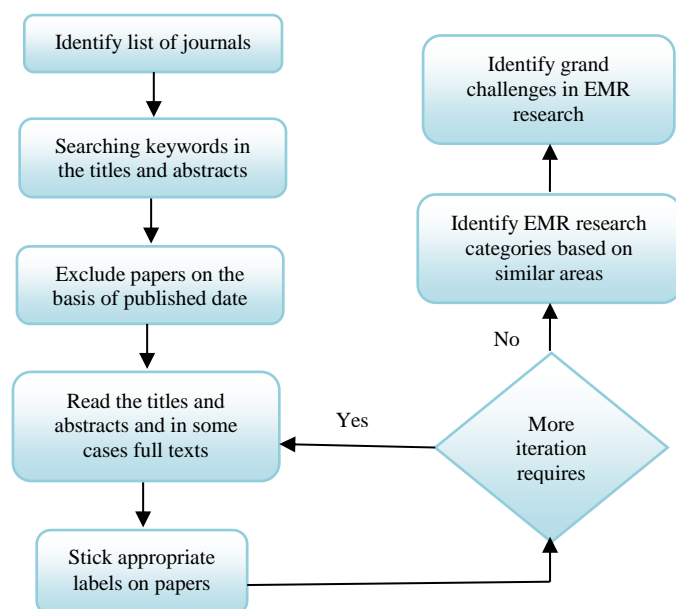 Identify list of journals
Searching keywords in
the titles and abstracts
Exclude papers on the
basis of published date
Read the titles and
abstracts and in some
cases full texts
Stick appropriate
labels on papers
Yes
More
iteration
requires
No
Identify EMR research
categories based on
similar areas
Identify grand
challenges in EMR
research